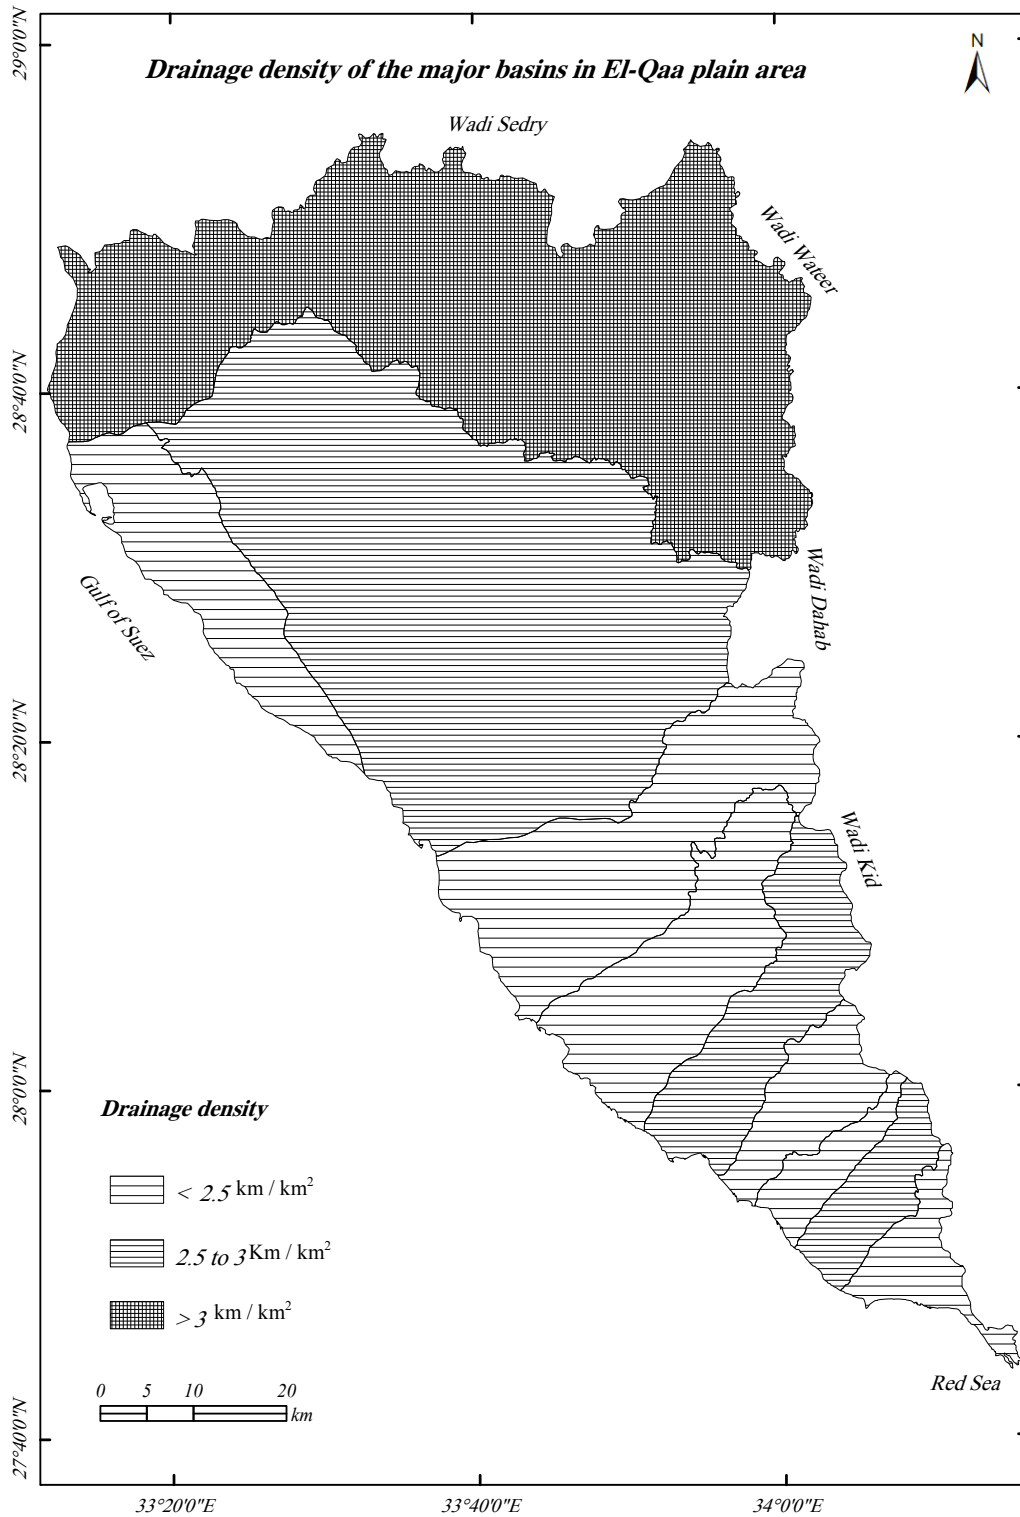 29°0'0"N
Drainage density of the major basins in El-Qaa plain area
N
Wadi Sedry
Wadi Wateer
28°40'0"N
Wadi Dahab
Gulf of Suez
28°20'0"N
Wadi Kid
28°0'0"N
Drainage density
< 2.5 km / km²
2.5 to 3 Km / km²
> 3 km / km²
0 5 10 20
km
Red Sea
27°40'0"N
33°20'0"E 33°40'0"E 34°0'0"E